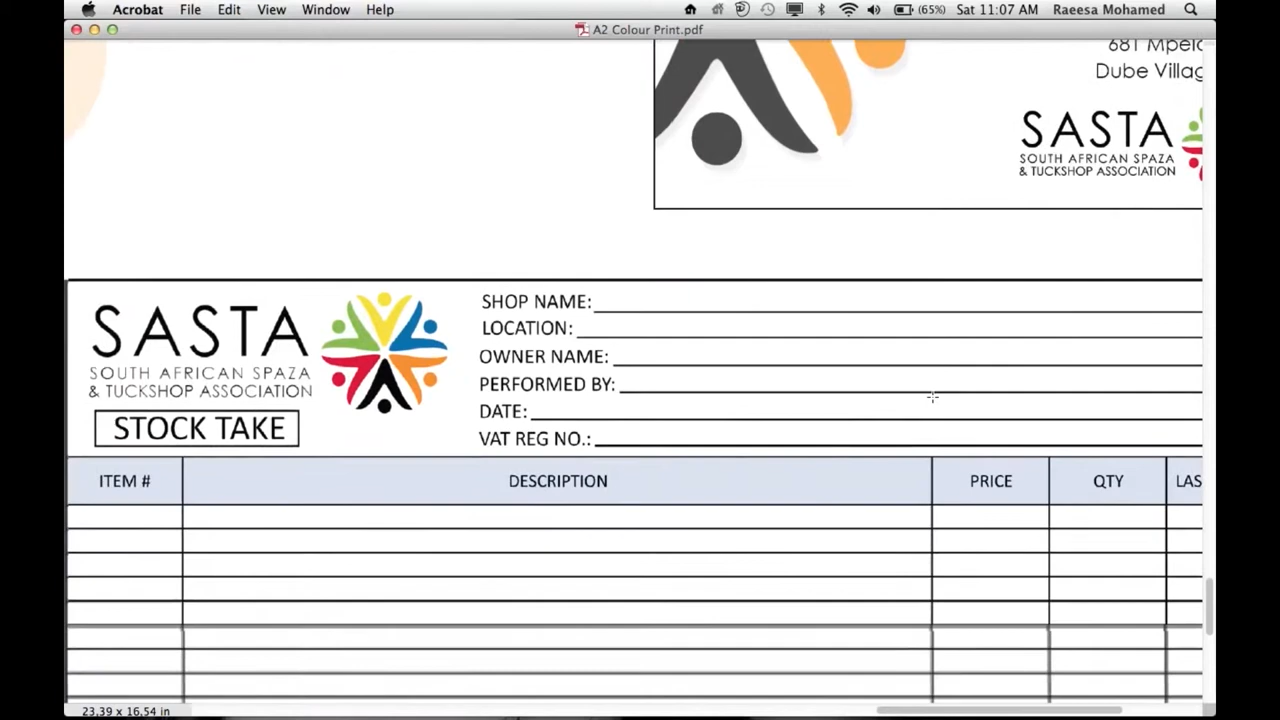 Acrobat File Edit View Window Help (65%) Sat 11:07 AM Raeesa Mohamed
A2 Colour Print.pdf
681
Dube
SASTA
SOUTH AFRICAN SPAZA
& TUCKSHOP ASSOCIATION
SASTA
SOUTH AFRICAN SPAZA
& TUCKSHOP ASSOCIATION
STOCK TAKE
SHOP NAME:
LOCATION:
OWNER NAME:
PERFORMED BY:
DATE:
VAT REG NO.:
ITEM # DESCRIPTION PRICE QTY LAS
23,39 x 16,54 in